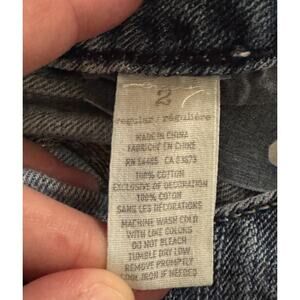 2
regular / régulière
MADE IN CHINA
FABRIQUÉ EN CHINE
RN 54485 CA 03673
100% COTTON
EXCLUSIVE OF DECORATION
100% COTON
SANS LES DÉCORATIONS
MACHINE WASH COLD
WITH LIKE COLORS
DO NOT BLEACH
TUMBLE DRY LOW
REMOVE PROMPTLY
COOL IRON IF NEEDED